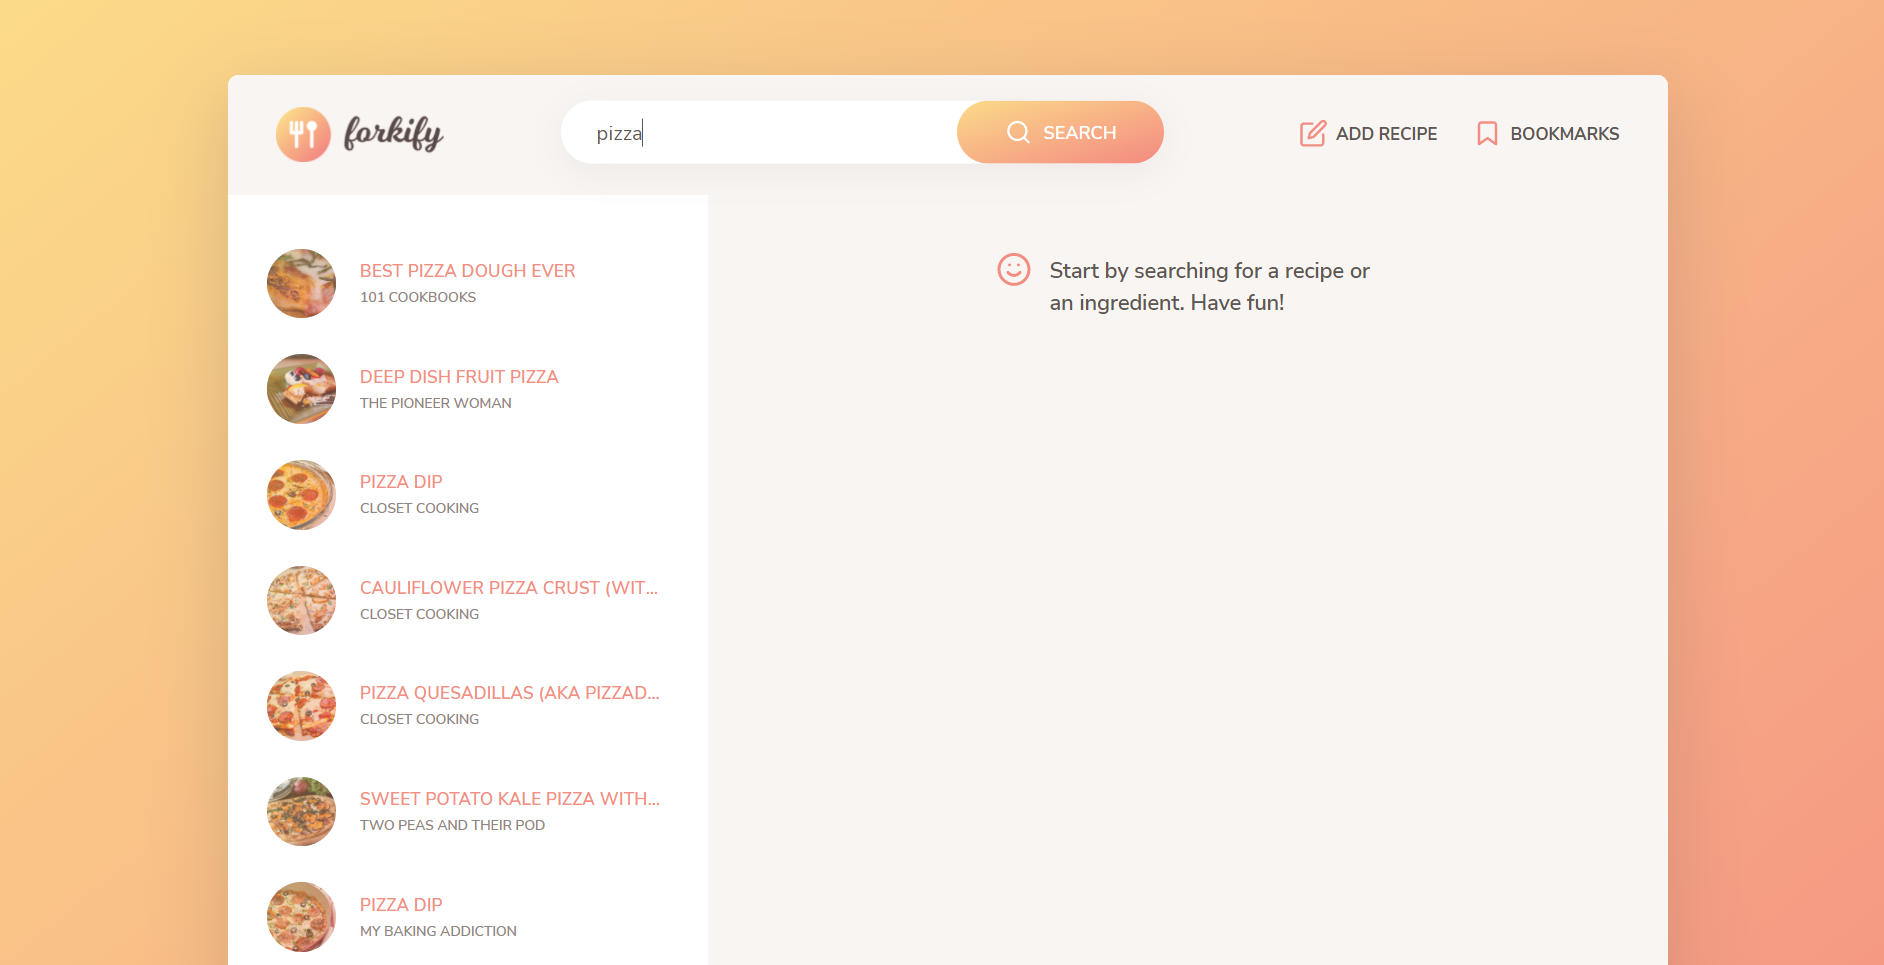 forkify
pizza
SEARCH
ADD RECIPE
BOOKMARKS
BEST PIZZA DOUGH EVER
101 COOKBOOKS
DEEP DISH FRUIT PIZZA
THE PIONEER WOMAN
PIZZA DIP
CLOSET COOKING
CAULIFLOWER PIZZA CRUST (WIT...
CLOSET COOKING
PIZZA QUESADILLAS (AKA PIZZAD...
CLOSET COOKING
SWEET POTATO KALE PIZZA WITH...
TWO PEAS AND THEIR POD
PIZZA DIP
MY BAKING ADDICTION
Start by searching for a recipe or
an ingredient. Have fun!